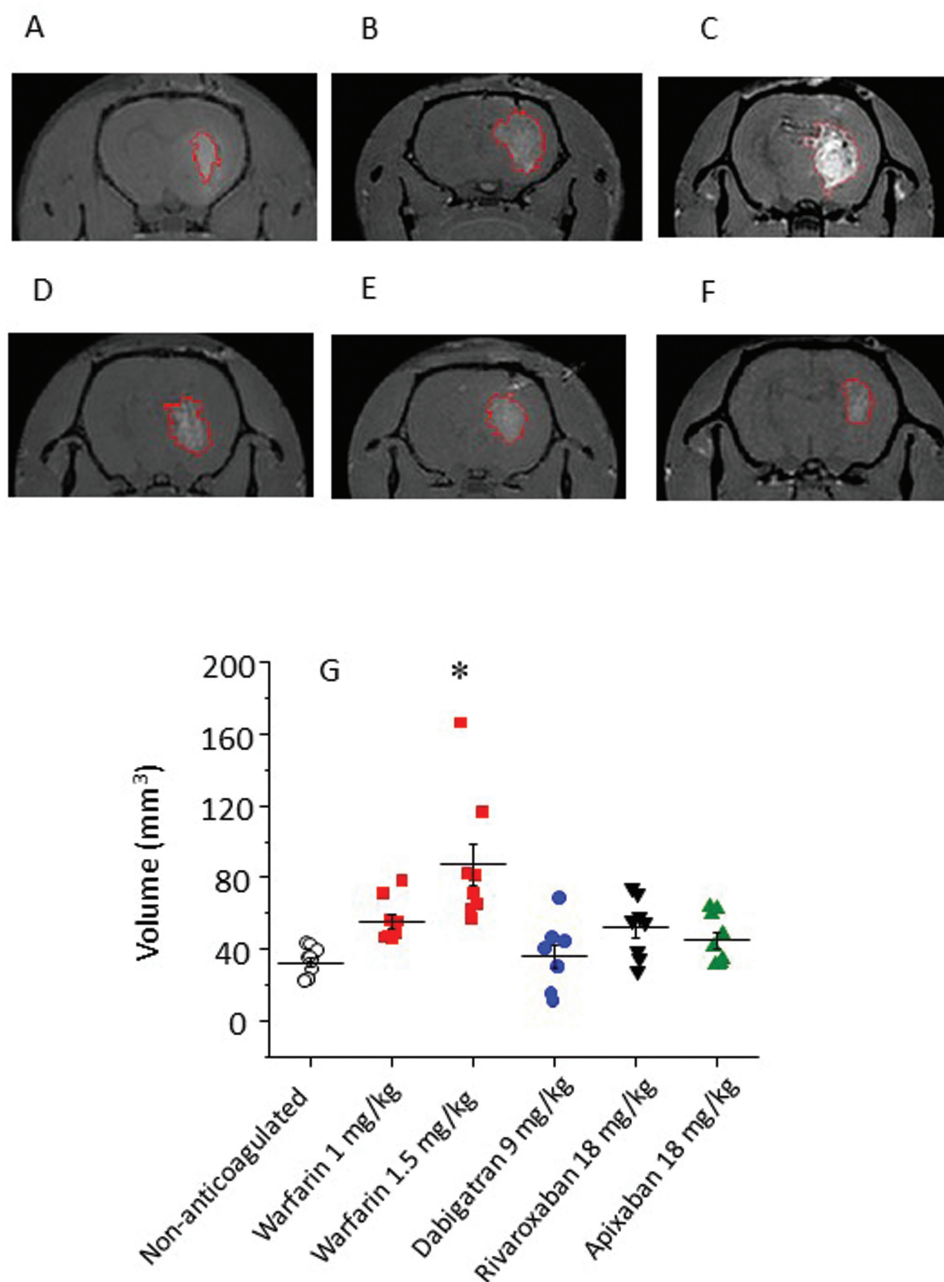 A
B
C
D
E
F
G
*
Volume (mm³)
200
160
120
80
40
0
Non-anticoagulated
Warfarin 1 mg/kg
Warfarin 1.5 mg/kg
Dabigatran 9 mg/kg
Rivaroxaban 18 mg/kg
Apixaban 18 mg/kg